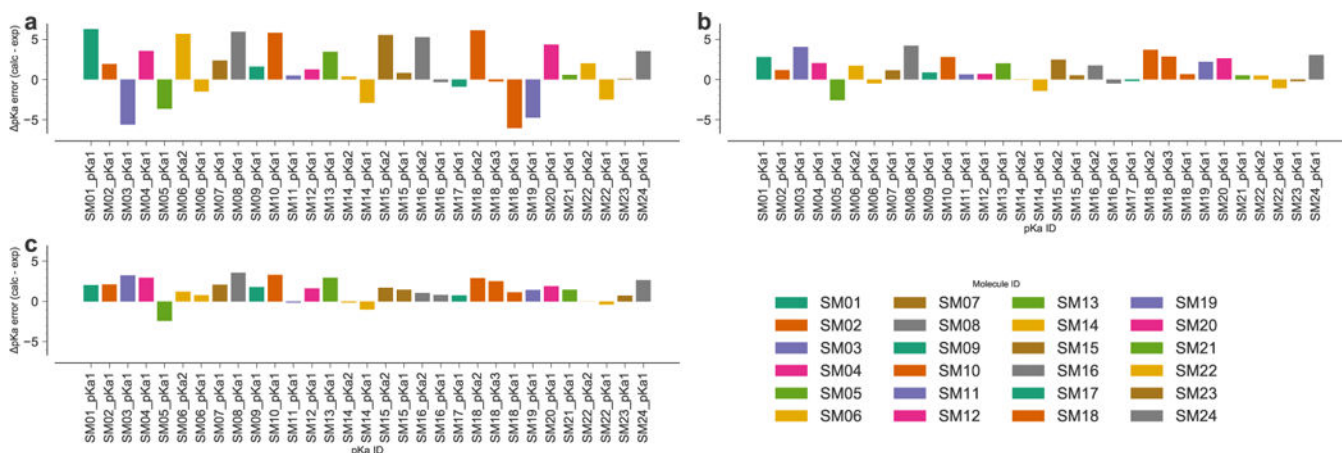 a
ΔpKa error (calc - exp)
5
0
−5
SM01_pKa1
SM02_pKa1
SM03_pKa1
SM04_pKa1
SM05_pKa1
SM06_pKa2
SM06_pKa1
SM07_pKa1
SM08_pKa1
SM09_pKa1
SM10_pKa1
SM11_pKa1
SM12_pKa1
SM13_pKa1
SM14_pKa2
SM14_pKa1
SM15_pKa1
SM15_pKa2
SM16_pKa2
SM16_pKa1
SM17_pKa1
SM18_pKa2
SM18_pKa3
SM18_pKa1
SM19_pKa1
SM20_pKa1
SM21_pKa1
SM22_pKa2
SM22_pKa1
SM23_pKa1
SM24_pKa1
b
ΔpKa error (calc - exp)
5
0
−5
SM01_pKa1
SM02_pKa1
SM03_pKa1
SM04_pKa1
SM05_pKa1
SM06_pKa2
SM06_pKa1
SM07_pKa1
SM08_pKa1
SM09_pKa1
SM10_pKa1
SM11_pKa1
SM12_pKa1
SM13_pKa1
SM14_pKa2
SM14_pKa1
SM15_pKa1
SM15_pKa2
SM16_pKa2
SM16_pKa1
SM17_pKa1
SM18_pKa2
SM18_pKa3
SM18_pKa1
SM19_pKa1
SM20_pKa1
SM21_pKa1
SM22_pKa2
SM22_pKa1
SM23_pKa1
SM24_pKa1
pKa ID
c
ΔpKa error (calc - exp)
5
0
−5
SM01_pKa1
SM02_pKa1
SM03_pKa1
SM04_pKa1
SM05_pKa1
SM06_pKa2
SM06_pKa1
SM07_pKa1
SM08_pKa1
SM09_pKa1
SM10_pKa1
SM11_pKa1
SM12_pKa1
SM13_pKa1
SM14_pKa2
SM14_pKa1
SM15_pKa1
SM15_pKa2
SM16_pKa2
SM16_pKa1
SM17_pKa1
SM18_pKa2
SM18_pKa3
SM18_pKa1
SM19_pKa1
SM20_pKa1
SM21_pKa1
SM22_pKa2
SM22_pKa1
SM23_pKa1
SM24_pKa1
pKa ID
Molecule ID
SM01 SM07 SM13 SM19
SM02 SM08 SM14 SM20
SM03 SM09 SM15 SM21
SM04 SM10 SM16 SM22
SM05 SM11 SM17 SM23
SM06 SM12 SM18 SM24